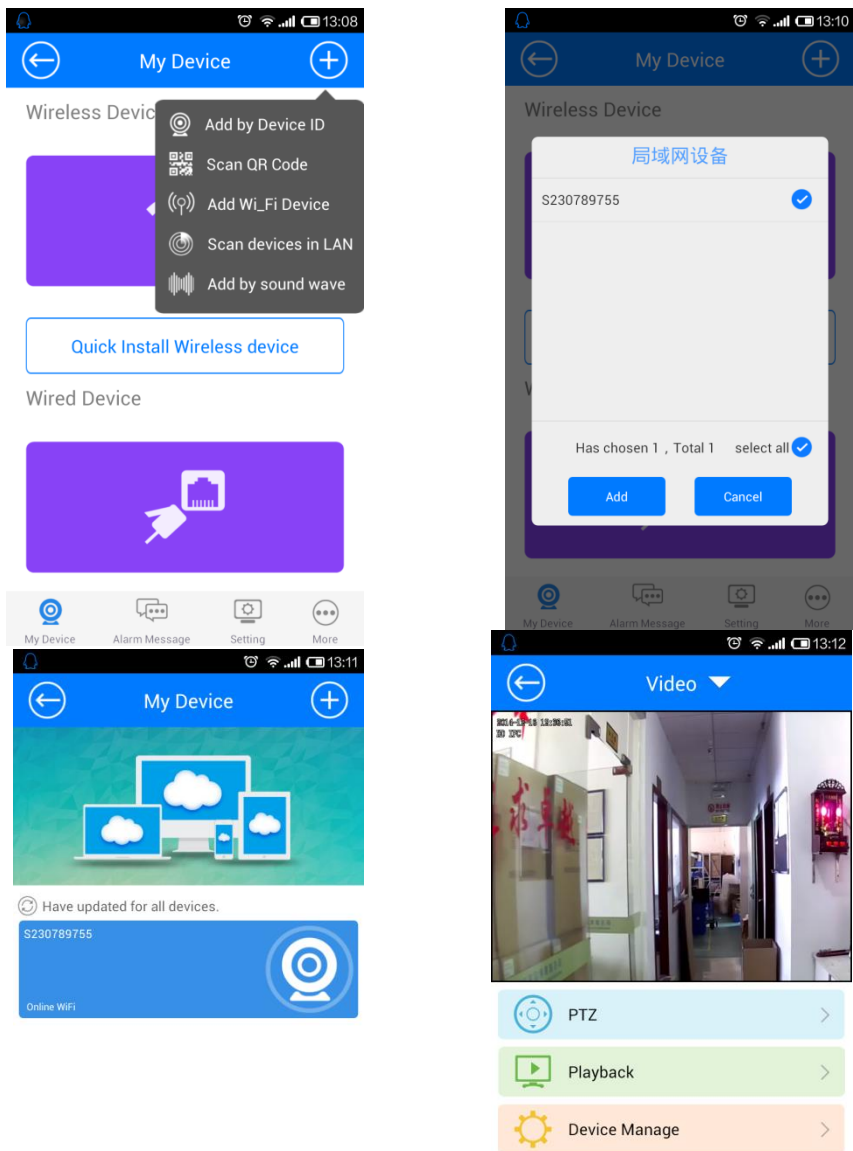 13:08
My Device
Wireless Devic
Add by Device ID
Scan QR Code
Add Wi_Fi Device
Scan devices in LAN
Add by sound wave
Quick Install Wireless device
Wired Device
My Device
Alarm Message
Setting
More
13:10
My Device
Wireless Device
局域网设备
S230789755
W
Has chosen 1 , Total 1
select all
Add
Cancel
My Device
Alarm Message
Setting
More
13:11
My Device
Have updated for all devices.
S230789755
Online WiFi
13:12
Video
IPC
求卓越
PTZ
Playback
Device Manage